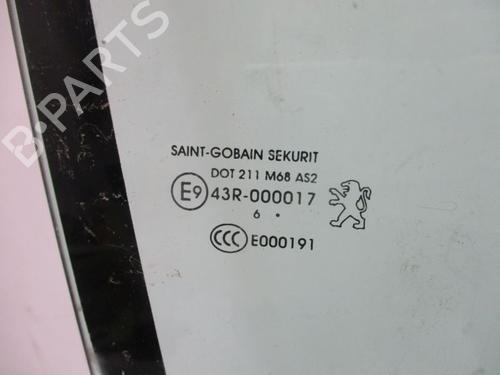 B-PARTS
SAINT-GOBAIN SEKURIT
DOT 211 M68 AS2
E9 43R-000017
6 •
CCC E000191